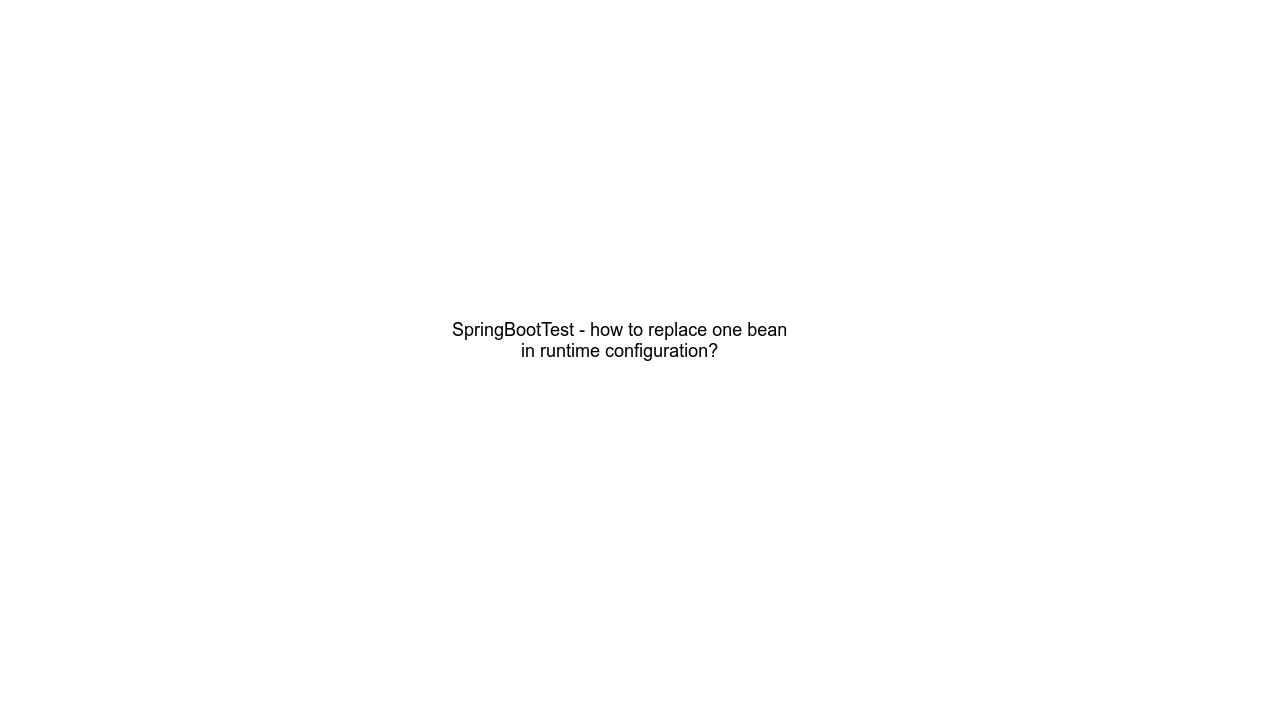 SpringBootTest - how to replace one bean
in runtime configuration?